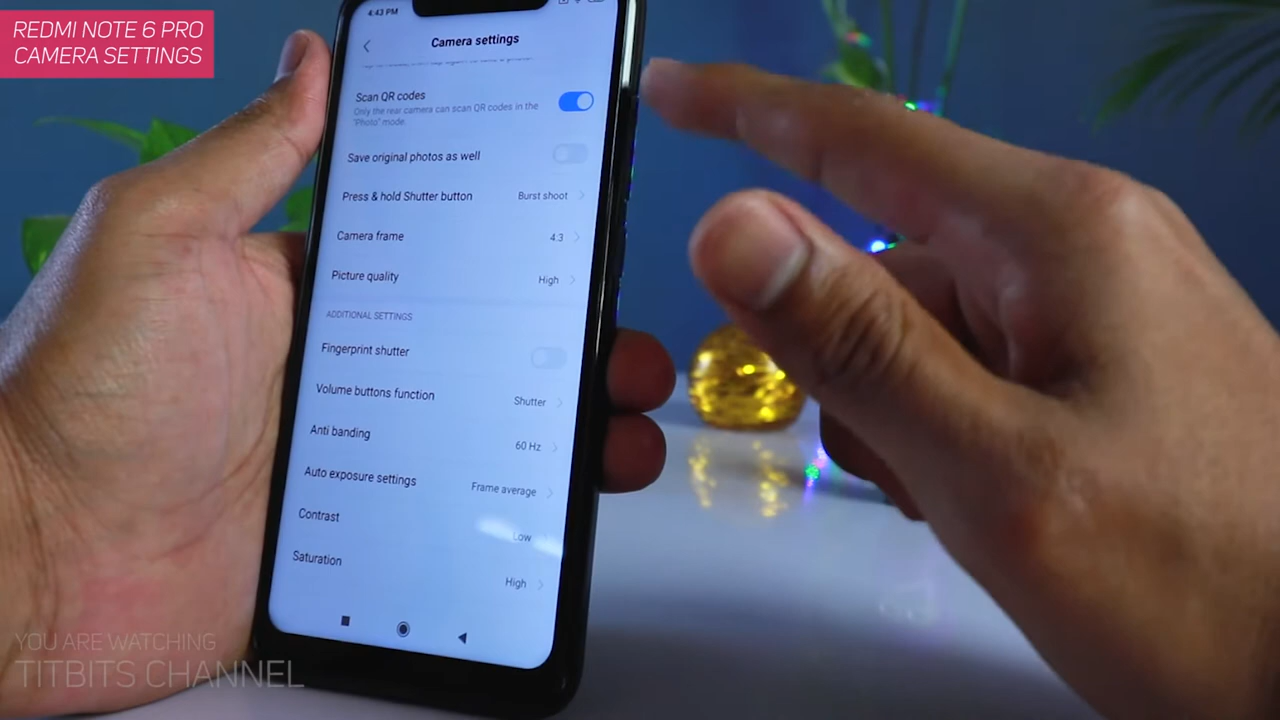 REDMI NOTE 6 PRO
CAMERA SETTINGS
4:43 PM
Camera settings
Scan QR codes
Only the rear camera can scan QR codes in the
"Photo" mode.
Save original photos as well
Press & hold Shutter button Burst shoot
Camera frame 4:3
Picture quality High
ADDITIONAL SETTINGS
Fingerprint shutter
Volume buttons function Shutter
Anti banding 60 Hz
Auto exposure settings Frame average
Contrast Low
Saturation High
YOU ARE WATCHING
TITBITS CHANNEL